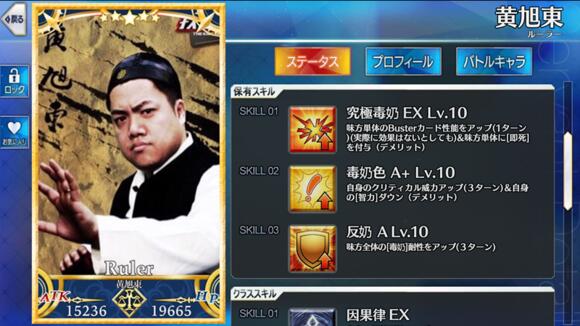 戻る
ロック
お気に入り
黄旭東
Ruler
黄旭東
ATK
15236
19665
HP
黄旭東
ルーラー
ステータス
プロフィール
バトルキャラ
保有スキル
SKILL 01
究極毒奶 EX Lv.10
味方単体のBusterカード性能をアップ(1ターン)
(実際に効果はないとしても)&味方単体に[即死]
を付与 (デメリット)
SKILL 02
毒奶色 A+ Lv.10
自身のクリティカル威力アップ(3ターン)&自身
の[智力]ダウン (デメリット)
SKILL 03
反奶 A Lv.10
味方全体の[毒奶]耐性をアップ(3ターン)
クラススキル
SKILL 01
因果律 EX